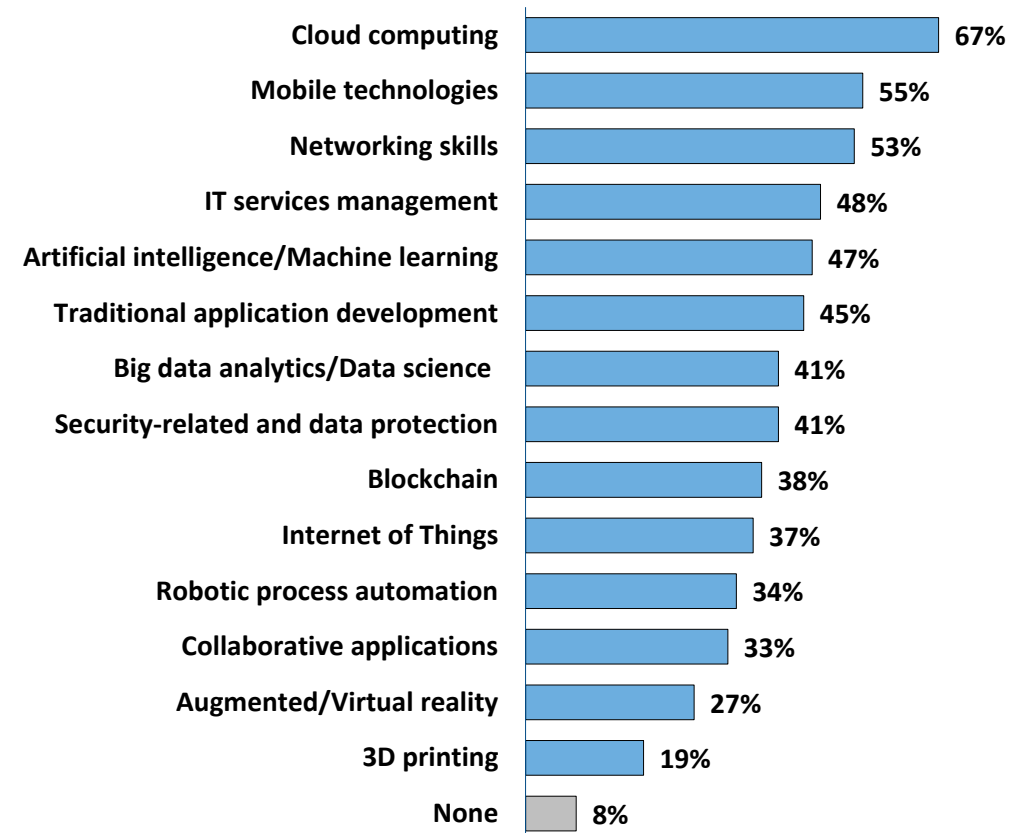 Cloud computing 67%
Mobile technologies 55%
Networking skills 53%
IT services management 48%
Artificial intelligence/Machine learning 47%
Traditional application development 45%
Big data analytics/Data science 41%
Security-related and data protection 41%
Blockchain 38%
Internet of Things 37%
Robotic process automation 34%
Collaborative applications 33%
Augmented/Virtual reality 27%
3D printing 19%
None 8%